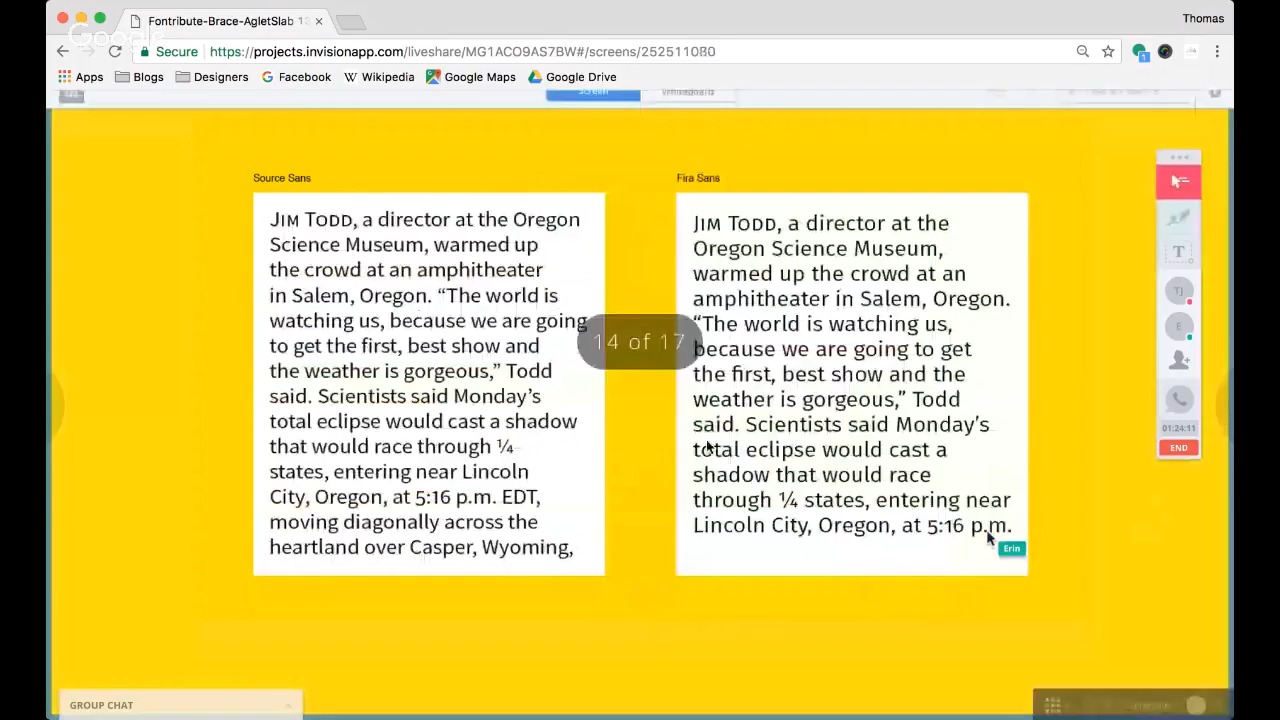 Fontribute-Brace-AgletSlab
Thomas
Google
Secure
https://projects.invisionapp.com/liveshare/MG1ACO9AS7BW#/screens/252511080
Apps
Blogs
Designers
Facebook
Wikipedia
Google Maps
Google Drive
Screen
Whiteboard
Source Sans
JIM TODD, a director at the Oregon
Science Museum, warmed up
the crowd at an amphitheater
in Salem, Oregon. “The world is
watching us, because we are going
to get the first, best show and
the weather is gorgeous,” Todd
said. Scientists said Monday’s
total eclipse would cast a shadow
that would race through ¼
states, entering near Lincoln
City, Oregon, at 5:16 p.m. EDT,
moving diagonally across the
heartland over Casper, Wyoming,
14 of 17
Fira Sans
JIM TODD, a director at the
Oregon Science Museum,
warmed up the crowd at an
amphitheater in Salem, Oregon.
“The world is watching us,
because we are going to get
the first, best show and the
weather is gorgeous,” Todd
said. Scientists said Monday’s
total eclipse would cast a
shadow that would race
through ¼ states, entering near
Lincoln City, Oregon, at 5:16 p.m.
Erin
T
TJ
E
01:24:11
END
GROUP CHAT